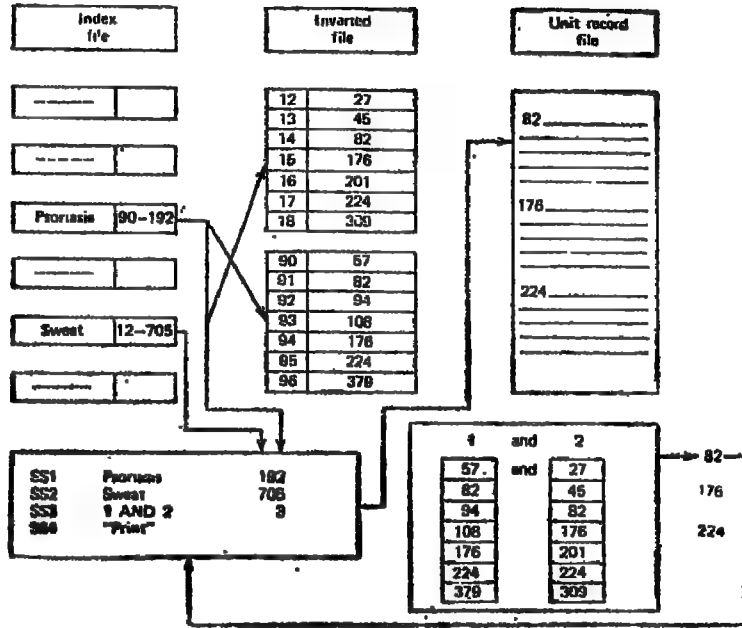 Index
file
Inverted
file
Unit record
file
12 27
13 45
14 82
15 176
16 201
17 224
18 309
Psoriasis 90–192
90 57
91 82
92 94
93 108
94 176
95 224
96 379
Sweat 12–705
82
176
224
SS1 Psoriasis 192
SS2 Sweat 705
SS3 1 AND 2 3
SS4 "Print"
1 and 2
57 and 27
82 45
94 82
108 176
176 201
224 224
379 309
82
176
224